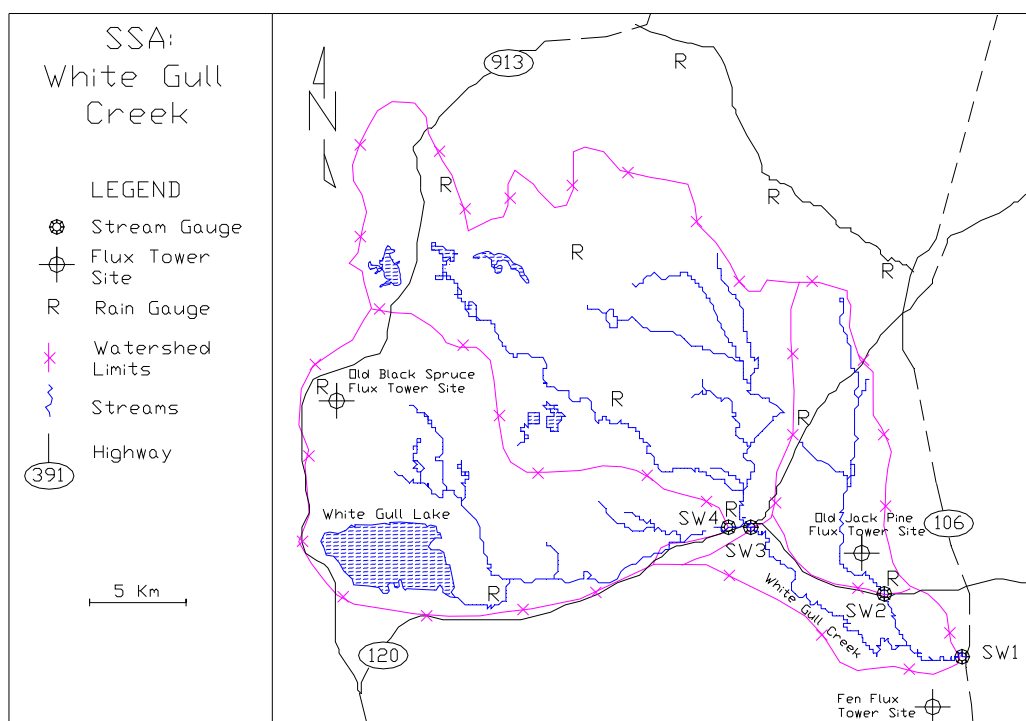 SSA:
White Gull
Creek
LEGEND
Stream Gauge
Flux Tower
Site
R Rain Gauge
Watershed
Limits
Streams
Highway
391
5 Km
N
913
R
R
R
R
R
Old Black Spruce
Flux Tower Site
R
R
R
White Gull Lake
SW4
R
SW3
Old Jack Pine
Flux Tower Site
106
R
R
SW2
White Gull Creek
120
SW1
Fen Flux
Tower Site